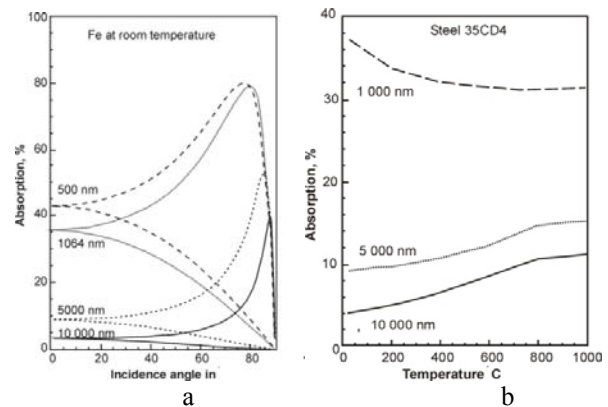 Fe at room temperature
Absorption, %
100
80
60
40
20
0
500 nm
1064 nm
5000 nm
10 000 nm
0 20 40 60 80
Incidence angle in
a
Steel 35CD4
Absorption, %
40
30
20
10
0
1 000 nm
5 000 nm
10 000 nm
0 200 400 600 800 1000
Temperature C
b